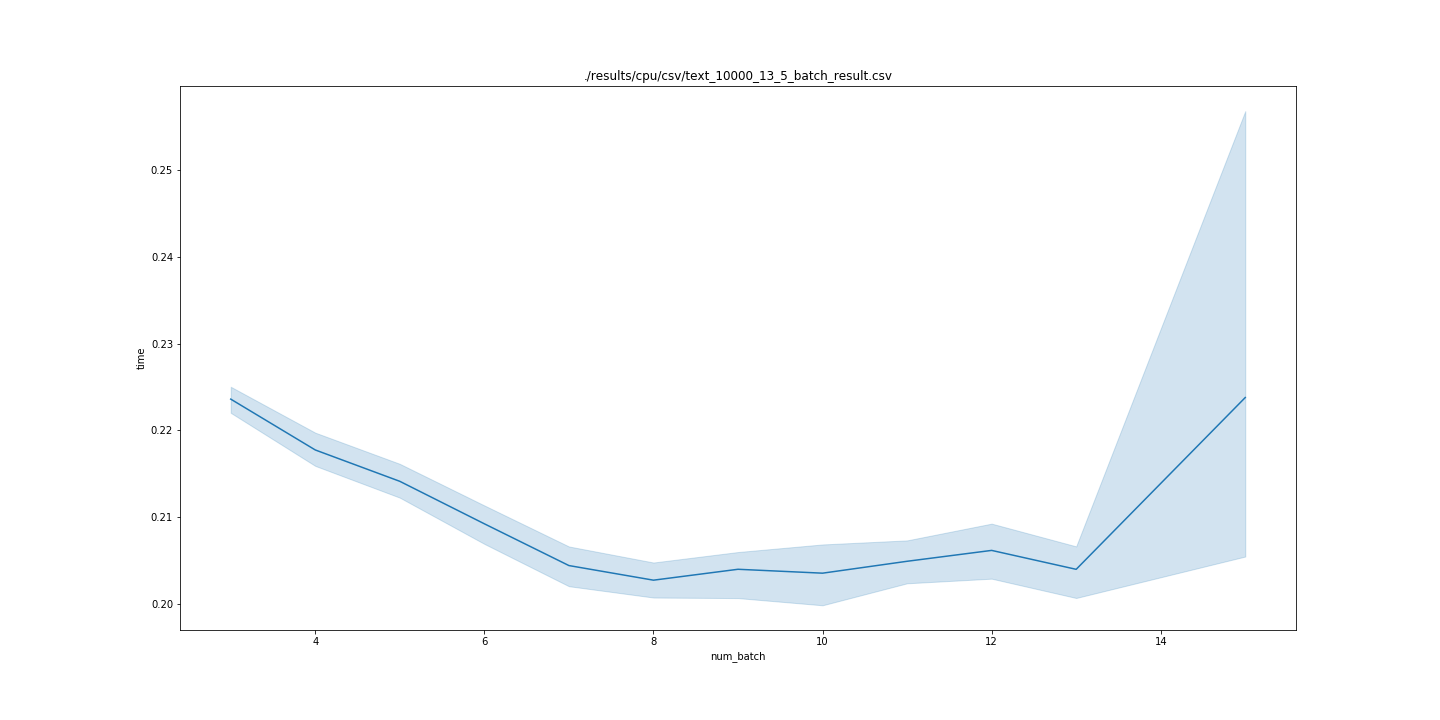 ./results/cpu/csv/text_10000_13_5_batch_result.csv
0.25
0.24
0.23
0.22
0.21
0.20
time
4 6 8 10 12 14
num_batch